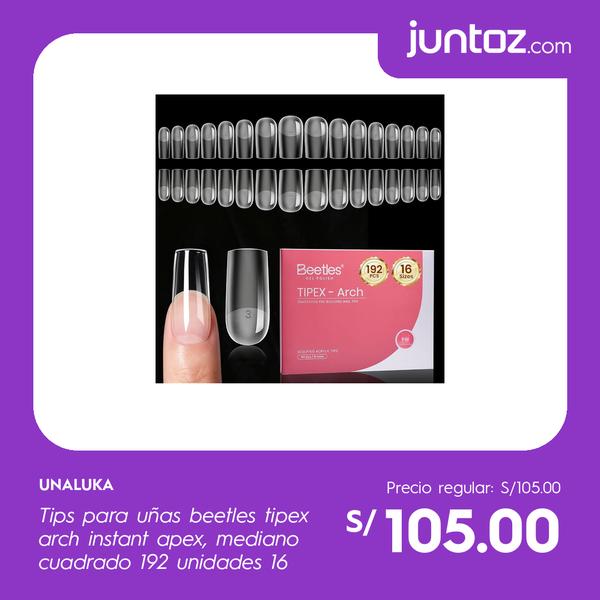 juntoz.com
3
Beetles®
GEL POLISH
192
PCS
16
Sizes
TIPEX - Arch
UNALUKA
Precio regular: S/105.00
Tips para uñas beetles tipex
arch instant apex, mediano
cuadrado 192 unidades 16
S/ 105.00